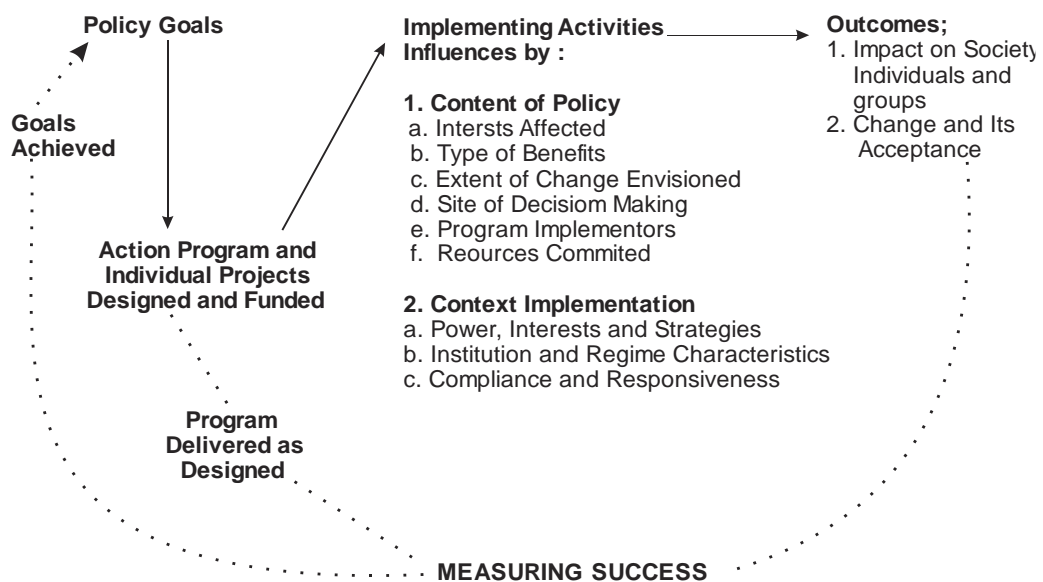 Policy Goals
Goals
Achieved
Action Program and
Individual Projects
Designed and Funded
Program
Delivered as
Designed
Implementing Activities
Influences by :
1. Content of Policy
a. Intersts Affected
b. Type of Benefits
c. Extent of Change Envisioned
d. Site of Decisiom Making
e. Program Implementors
f. Reources Commited
2. Context Implementation
a. Power, Interests and Strategies
b. Institution and Regime Characteristics
c. Compliance and Responsiveness
Outcomes;
1. Impact on Society
Individuals and
groups
2. Change and Its
Acceptance
MEASURING SUCCESS